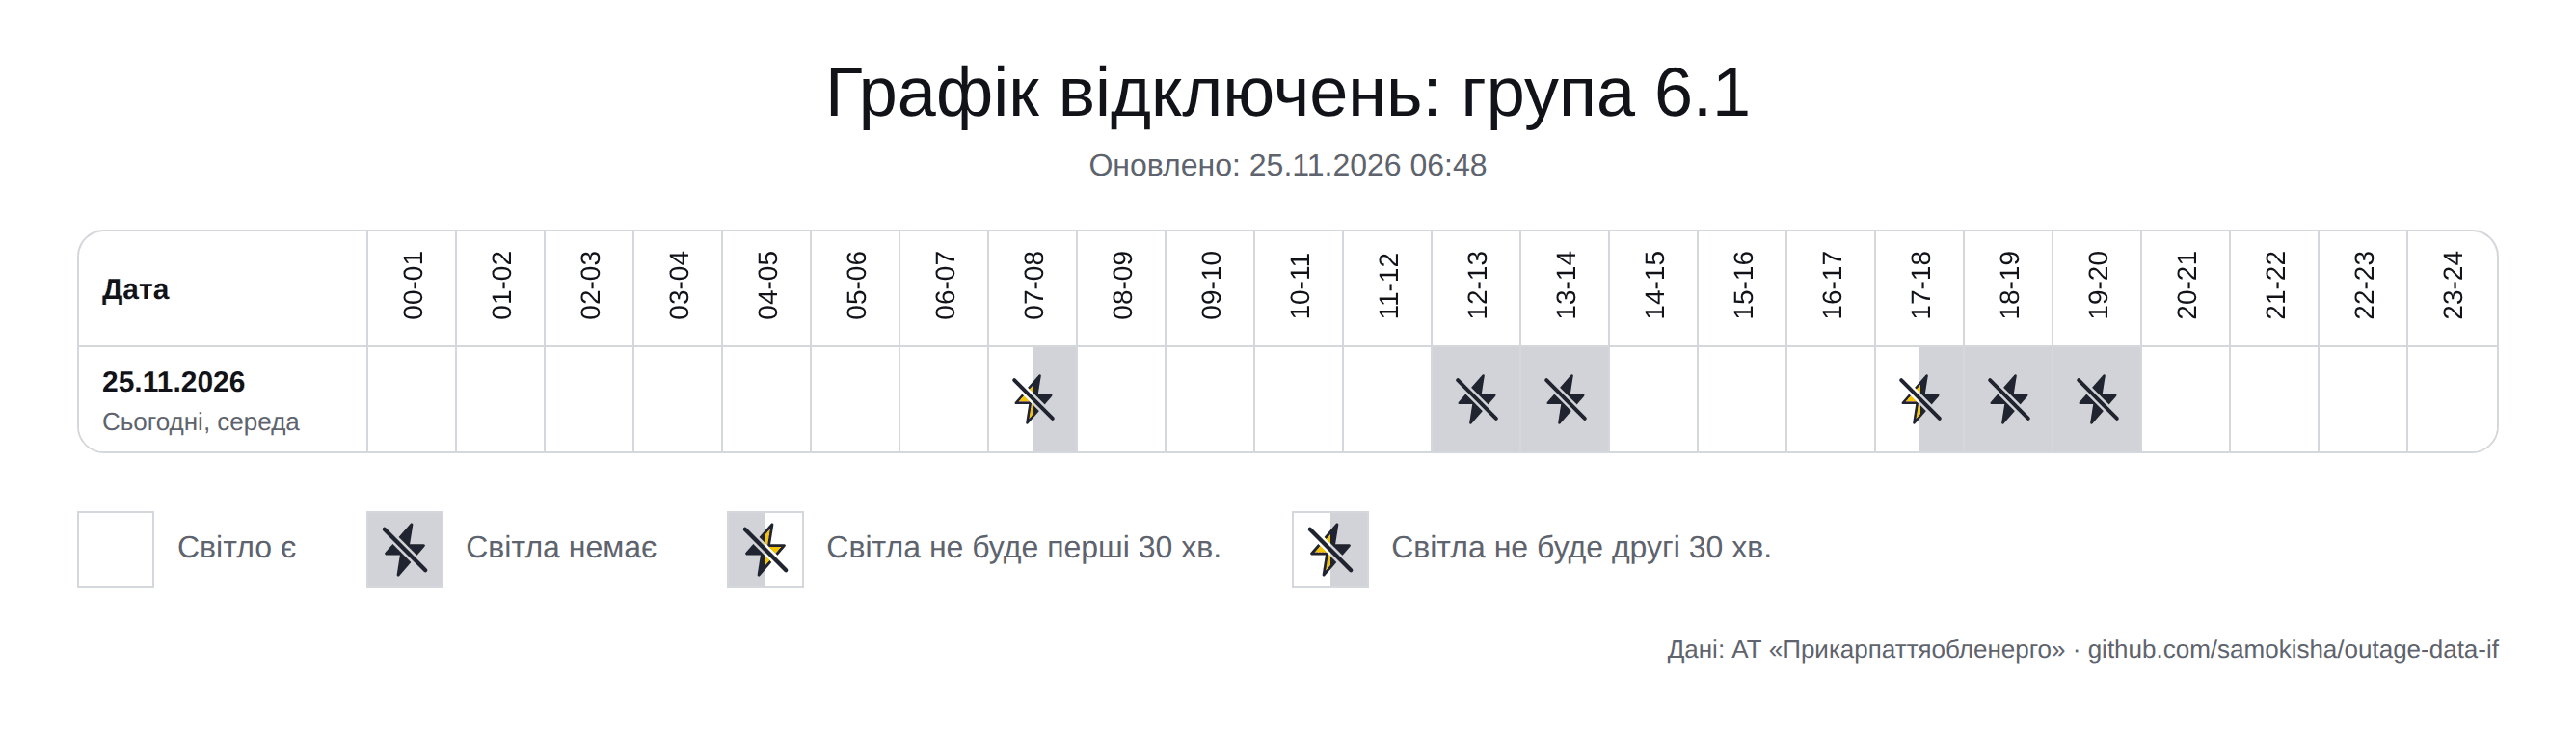 Графік відключень: група 6.1
Оновлено: 25.11.2026 06:48
Дата 00-01 01-02 02-03 03-04 04-05 05-06 06-07 07-08 08-09 09-10 10-11 11-12 12-13 13-14 14-15 15-16 16-17 17-18 18-19 19-20 20-21 21-22 22-23 23-24
25.11.2026
Сьогодні, середа
Світло є Світла немає Світла не буде перші 30 хв. Світла не буде другі 30 хв.
Дані: АТ «Прикарпаттяобленерго» · github.com/samokisha/outage-data-if